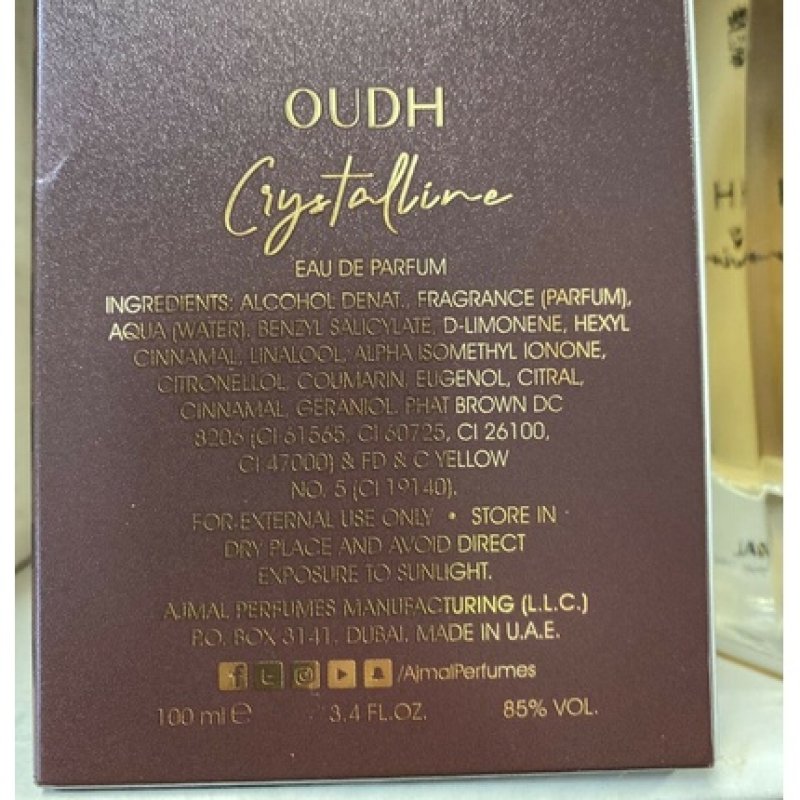 OUDH
Crystalline
EAU DE PARFUM
INGREDIENTS: ALCOHOL DENAT., FRAGRANCE (PARFUM),
AQUA (WATER), BENZYL SALICYLATE, D-LIMONENE, HEXYL
CINNAMAL, LINALOOL, ALPHA ISOMETHYL IONONE,
CITRONELLOL, COUMARIN, EUGENOL, CITRAL,
CINNAMAL, GERANIOL, PHAT BROWN DC
8206 (CI 61565, CI 60725, CI 26100,
CI 47000) & FD & C YELLOW
NO. 5 (CI 19140).
FOR EXTERNAL USE ONLY • STORE IN
DRY PLACE AND AVOID DIRECT
EXPOSURE TO SUNLIGHT.
AJMAL PERFUMES MANUFACTURING (L.L.C.)
P.O. BOX 3141, DUBAI. MADE IN U.A.E.
/AjmalPerfumes
100 ml e 3.4 FL.OZ. 85% VOL.